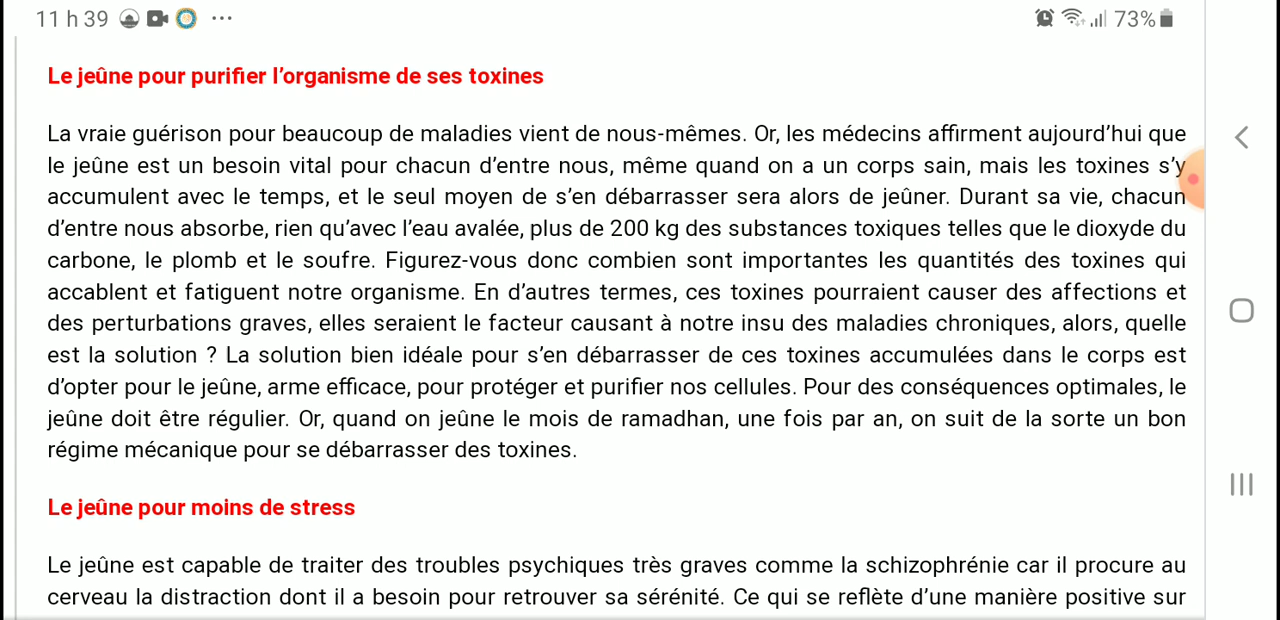 11 h 39 ... 73%
Le jeûne pour purifier l’organisme de ses toxines
La vraie guérison pour beaucoup de maladies vient de nous-mêmes. Or, les médecins affirment aujourd’hui que
le jeûne est un besoin vital pour chacun d’entre nous, même quand on a un corps sain, mais les toxines s’y
accumulent avec le temps, et le seul moyen de s’en débarrasser sera alors de jeûner. Durant sa vie, chacun
d’entre nous absorbe, rien qu’avec l’eau avalée, plus de 200 kg des substances toxiques telles que le dioxyde du
carbone, le plomb et le soufre. Figurez-vous donc combien sont importantes les quantités des toxines qui
accablent et fatiguent notre organisme. En d’autres termes, ces toxines pourraient causer des affections et
des perturbations graves, elles seraient le facteur causant à notre insu des maladies chroniques, alors, quelle
est la solution ? La solution bien idéale pour s’en débarrasser de ces toxines accumulées dans le corps est
d’opter pour le jeûne, arme efficace, pour protéger et purifier nos cellules. Pour des conséquences optimales, le
jeûne doit être régulier. Or, quand on jeûne le mois de ramadhan, une fois par an, on suit de la sorte un bon
régime mécanique pour se débarrasser des toxines.
Le jeûne pour moins de stress
Le jeûne est capable de traiter des troubles psychiques très graves comme la schizophrénie car il procure au
cerveau la distraction dont il a besoin pour retrouver sa sérénité. Ce qui se reflète d’une manière positive sur